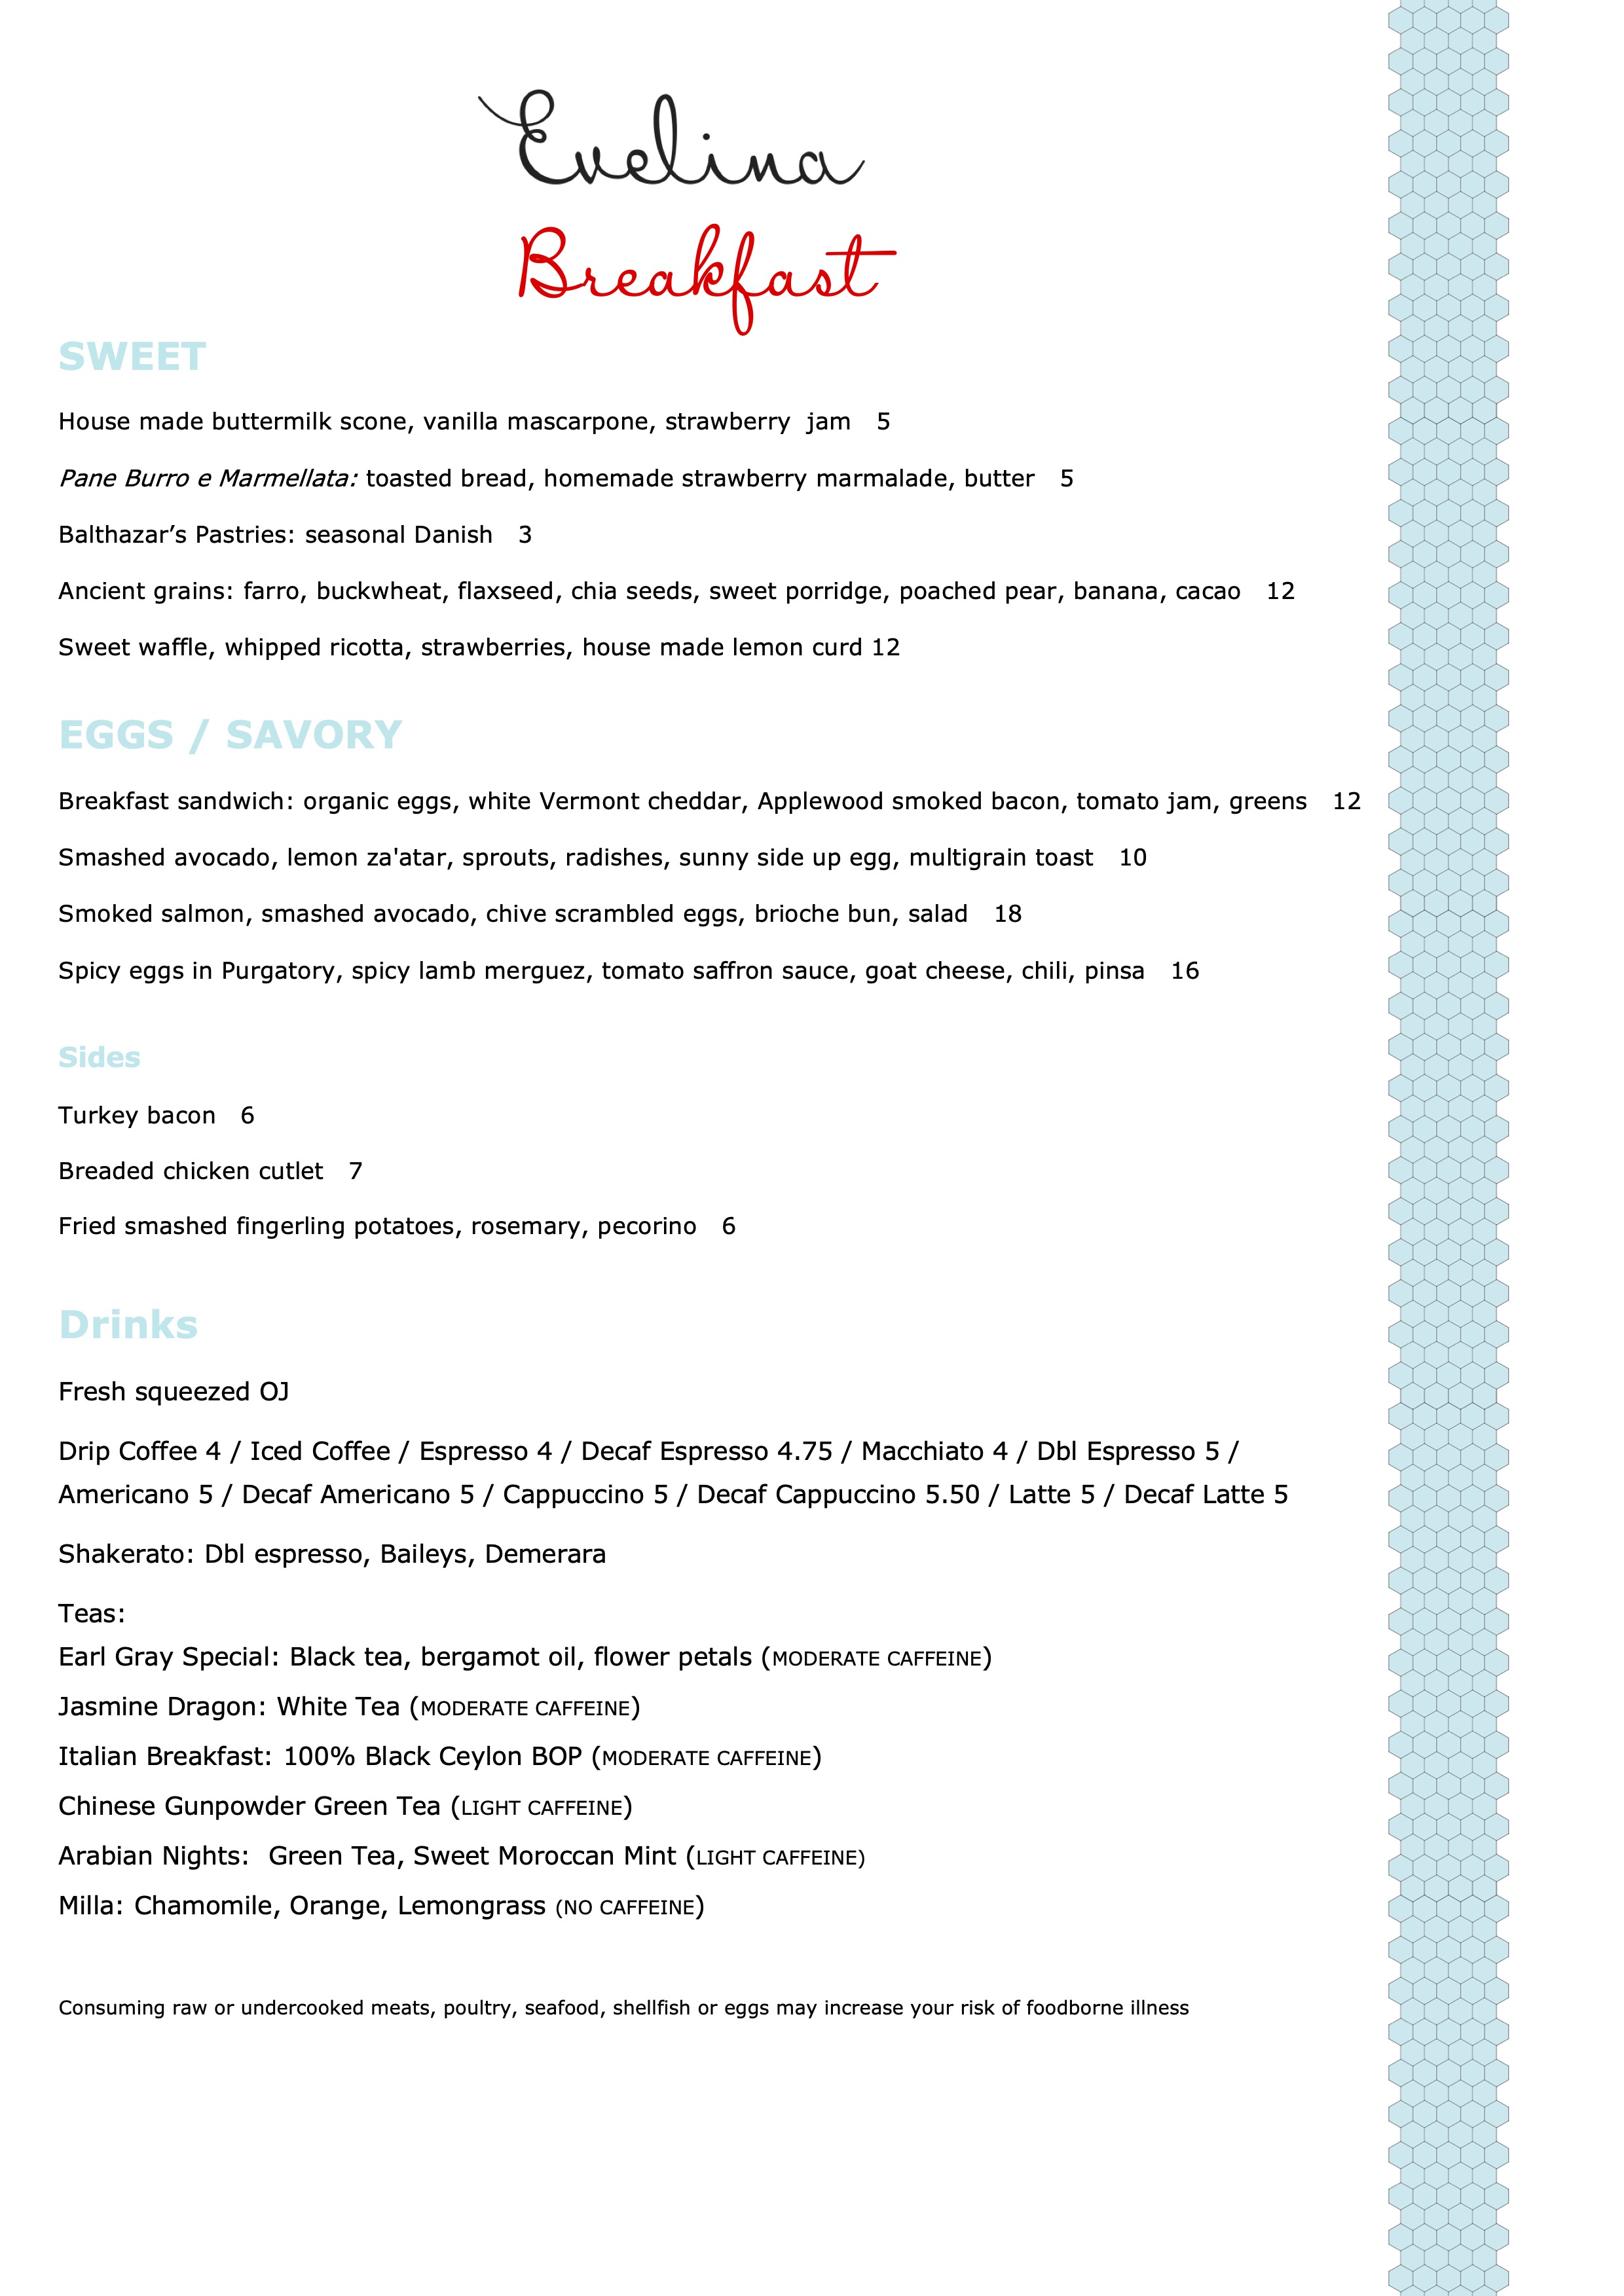 Evelina
Breakfast
SWEET
House made buttermilk scone, vanilla mascarpone, strawberry  jam   5
Pane Burro e Marmellata: toasted bread, homemade strawberry marmalade, butter   5
Balthazar’s Pastries: seasonal Danish   3
Ancient grains: farro, buckwheat, flaxseed, chia seeds, sweet porridge, poached pear, banana, cacao   12
Sweet waffle, whipped ricotta, strawberries, house made lemon curd 12
EGGS / SAVORY
Breakfast sandwich: organic eggs, white Vermont cheddar, Applewood smoked bacon, tomato jam, greens   12
Smashed avocado, lemon za'atar, sprouts, radishes, sunny side up egg, multigrain toast   10
Smoked salmon, smashed avocado, chive scrambled eggs, brioche bun, salad   18
Spicy eggs in Purgatory, spicy lamb merguez, tomato saffron sauce, goat cheese, chili, pinsa   16
Sides
Turkey bacon   6
Breaded chicken cutlet   7
Fried smashed fingerling potatoes, rosemary, pecorino   6
Drinks
Fresh squeezed OJ
Drip Coffee 4 / Iced Coffee / Espresso 4 / Decaf Espresso 4.75 / Macchiato 4 / Dbl Espresso 5 /
Americano 5 / Decaf Americano 5 / Cappuccino 5 / Decaf Cappuccino 5.50 / Latte 5 / Decaf Latte 5
Shakerato: Dbl espresso, Baileys, Demerara
Teas:
Earl Gray Special: Black tea, bergamot oil, flower petals (MODERATE CAFFEINE)
Jasmine Dragon: White Tea (MODERATE CAFFEINE)
Italian Breakfast: 100% Black Ceylon BOP (MODERATE CAFFEINE)
Chinese Gunpowder Green Tea (LIGHT CAFFEINE)
Arabian Nights:  Green Tea, Sweet Moroccan Mint (LIGHT CAFFEINE)
Milla: Chamomile, Orange, Lemongrass (NO CAFFEINE)
Consuming raw or undercooked meats, poultry, seafood, shellfish or eggs may increase your risk of foodborne illness